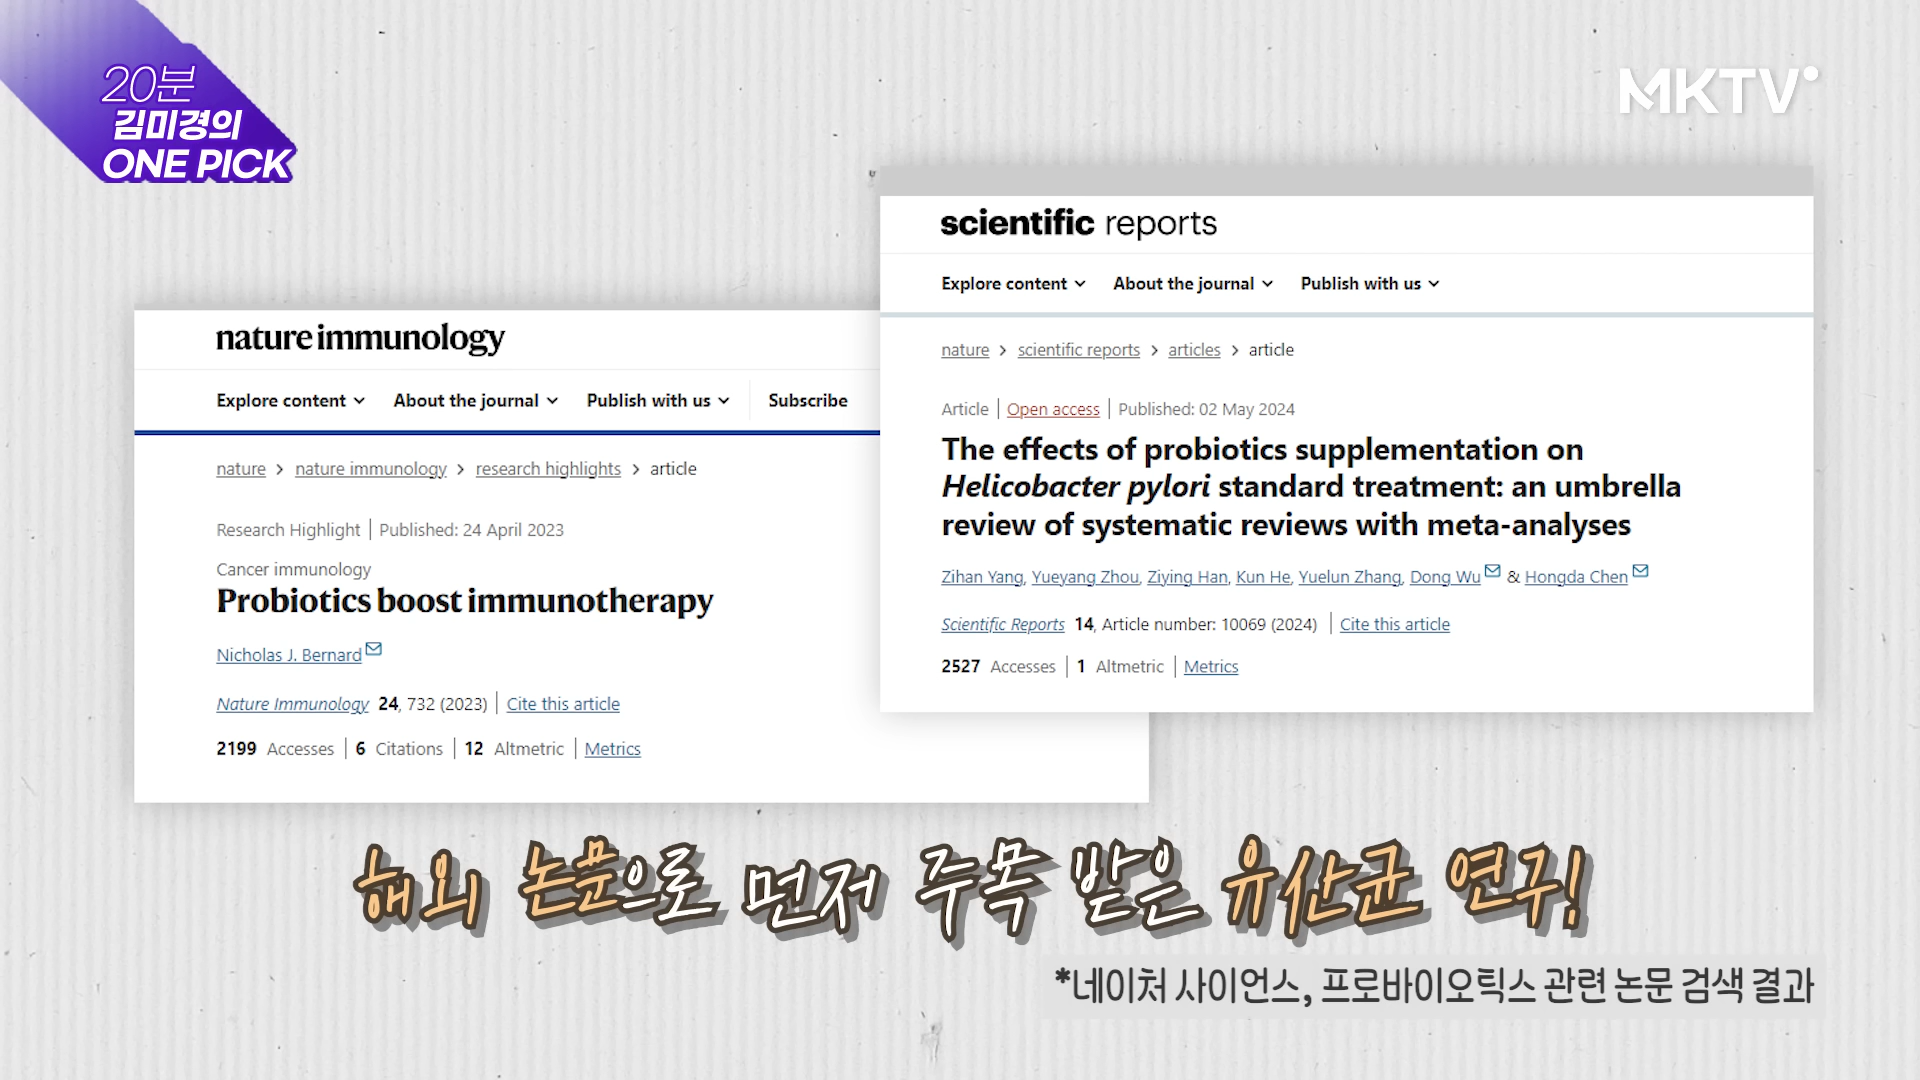 20분
김미경의
ONE PICK
MKTV
nature immunology
Explore content
About the journal
Publish with us
Subscribe
nature > nature immunology > research highlights > article
Research Highlight | Published: 24 April 2023
Cancer immunology
Probiotics boost immunotherapy
Nicholas J. Bernard
Nature Immunology 24, 732 (2023) | Cite this article
2199 Accesses | 6 Citations | 12 Altmetric | Metrics
scientific reports
Explore content
About the journal
Publish with us
nature > scientific reports > articles > article
Article | Open access | Published: 02 May 2024
The effects of probiotics supplementation on
Helicobacter pylori standard treatment: an umbrella
review of systematic reviews with meta-analyses
Zihan Yang, Yueyang Zhou, Ziying Han, Kun He, Yuelun Zhang, Dong Wu & Hongda Chen
Scientific Reports 14, Article number: 10069 (2024) | Cite this article
2527 Accesses | 1 Altmetric | Metrics
해외 논문으로 먼저 주목 받은 유산균 연구!
*네이처 사이언스, 프로바이오틱스 관련 논문 검색 결과